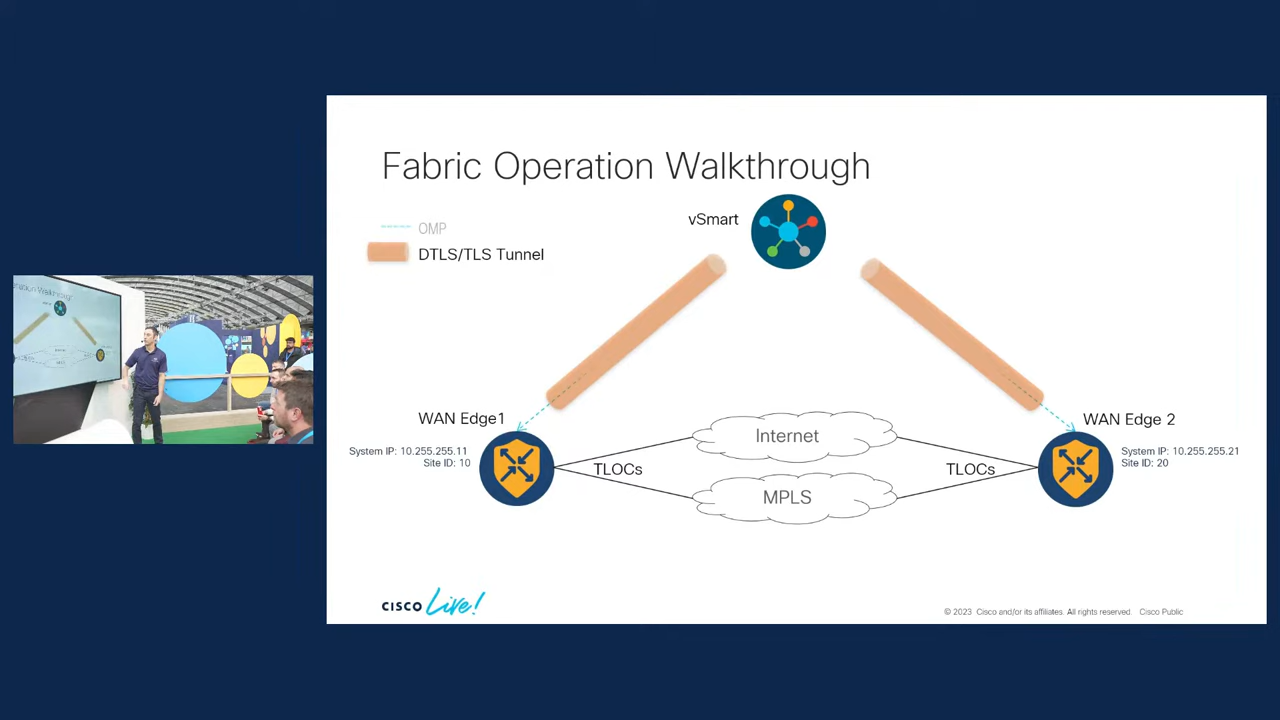 Fabric Operation Walkthrough
OMP
DTLS/TLS Tunnel
vSmart
WAN Edge1
System IP: 10.255.255.11
Site ID: 10
WAN Edge 2
System IP: 10.255.255.21
Site ID: 20
Internet
TLOCs
TLOCs
MPLS
CISCO Live!
© 2023 Cisco and/or its affiliates. All rights reserved. Cisco Public